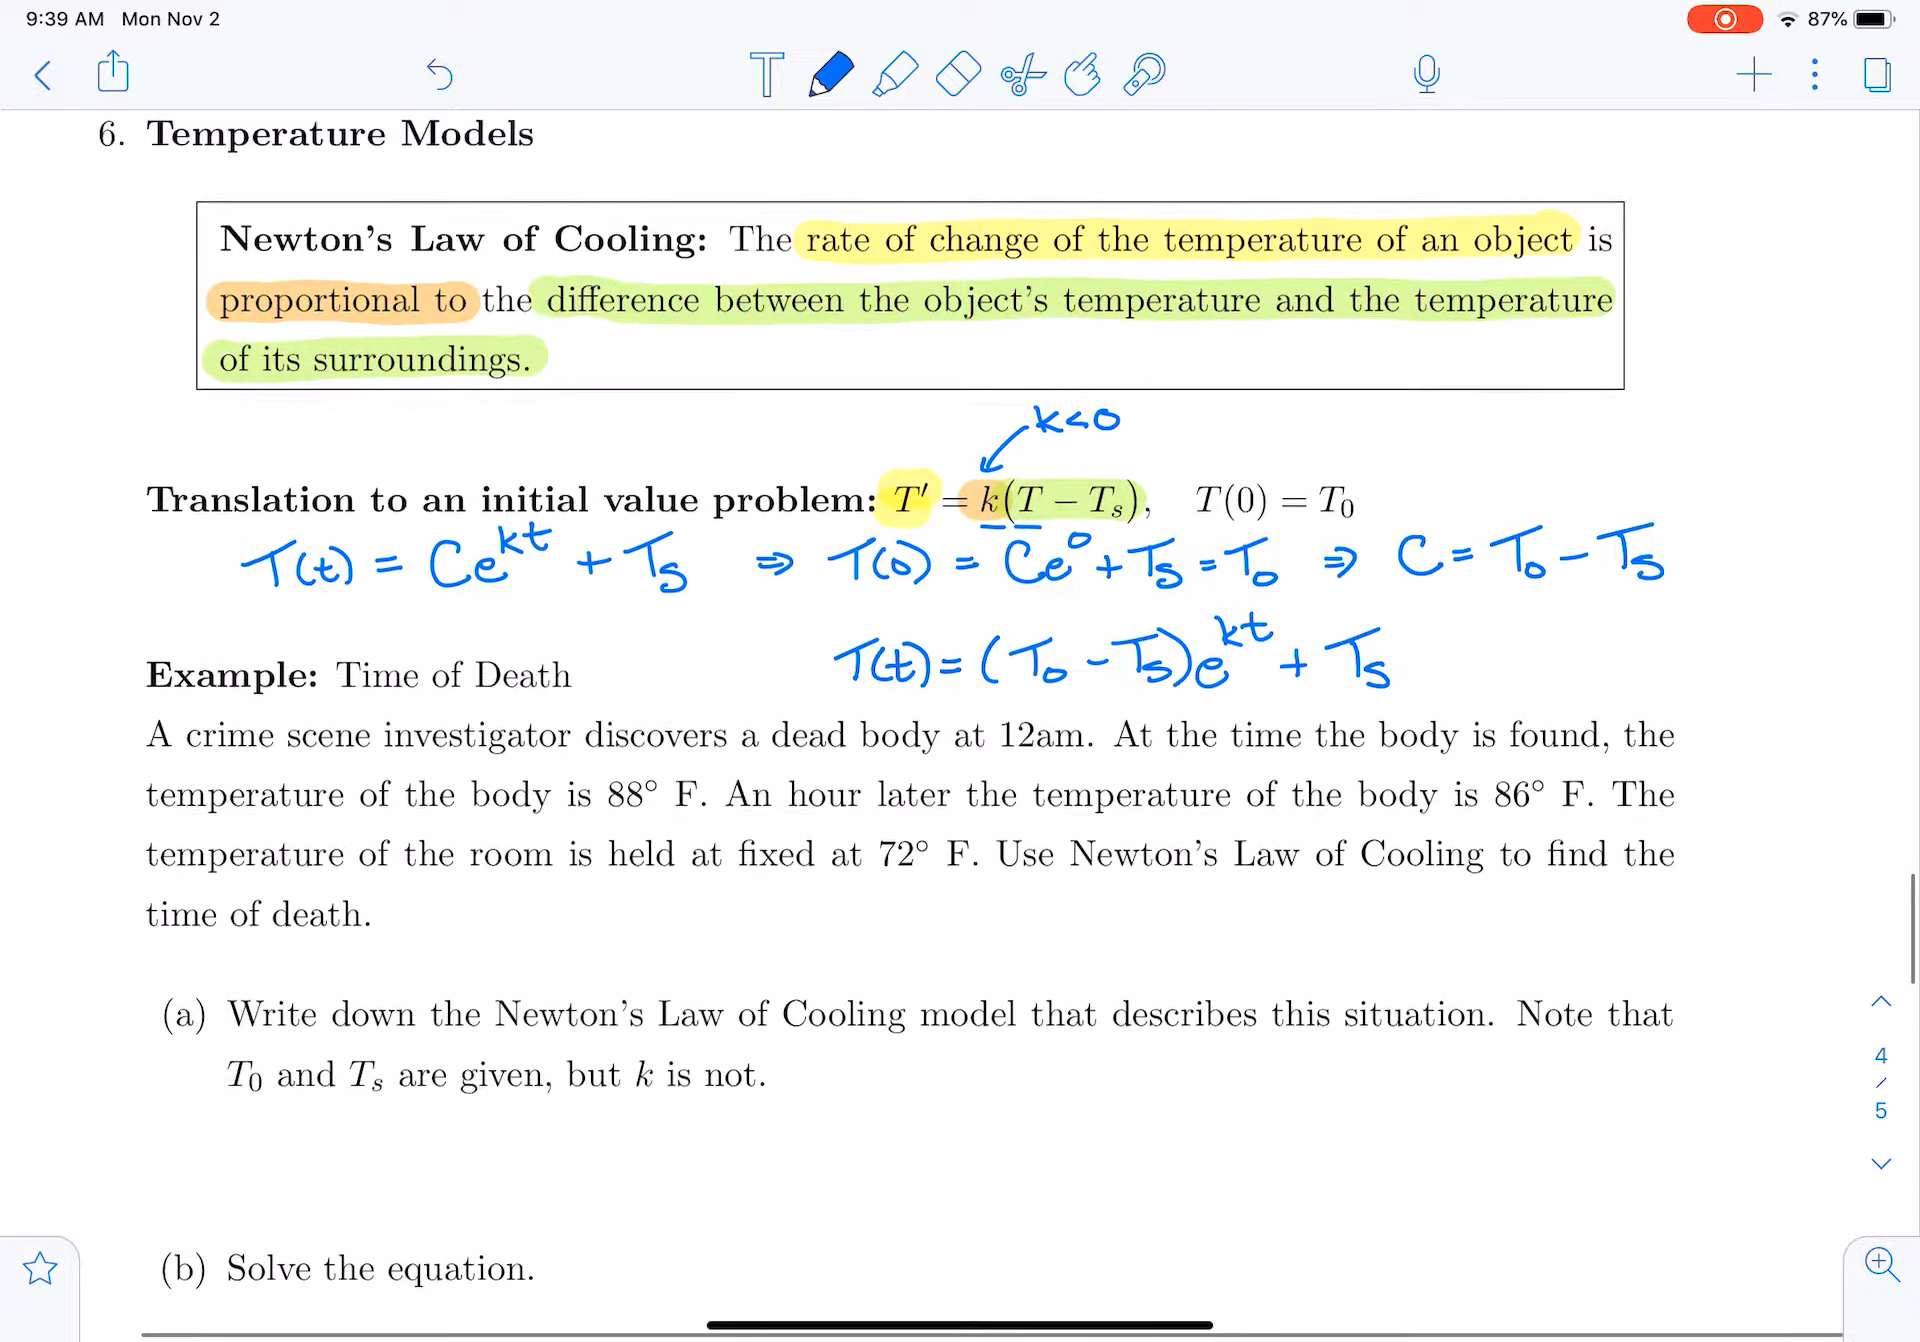 9:39 AM Mon Nov 2
87%
6. Temperature Models
Newton's Law of Cooling: The rate of change of the temperature of an object is
proportional to the difference between the object's temperature and the temperature
of its surroundings.
k<0
Translation to an initial value problem: T′ = k(T − Tₛ), T(0) = T₀
T(t) = Ce^{kt} + Tₛ ⇒ T(0) = Ce⁰ + Tₛ = T₀ ⇒ C = T₀ − Tₛ
T(t) = (T₀ − Tₛ)e^{kt} + Tₛ
Example: Time of Death
A crime scene investigator discovers a dead body at 12am. At the time the body is found, the
temperature of the body is 88° F. An hour later the temperature of the body is 86° F. The
temperature of the room is held at fixed at 72° F. Use Newton's Law of Cooling to find the
time of death.
(a) Write down the Newton's Law of Cooling model that describes this situation. Note that
T₀ and Tₛ are given, but k is not.
4
/
5
(b) Solve the equation.